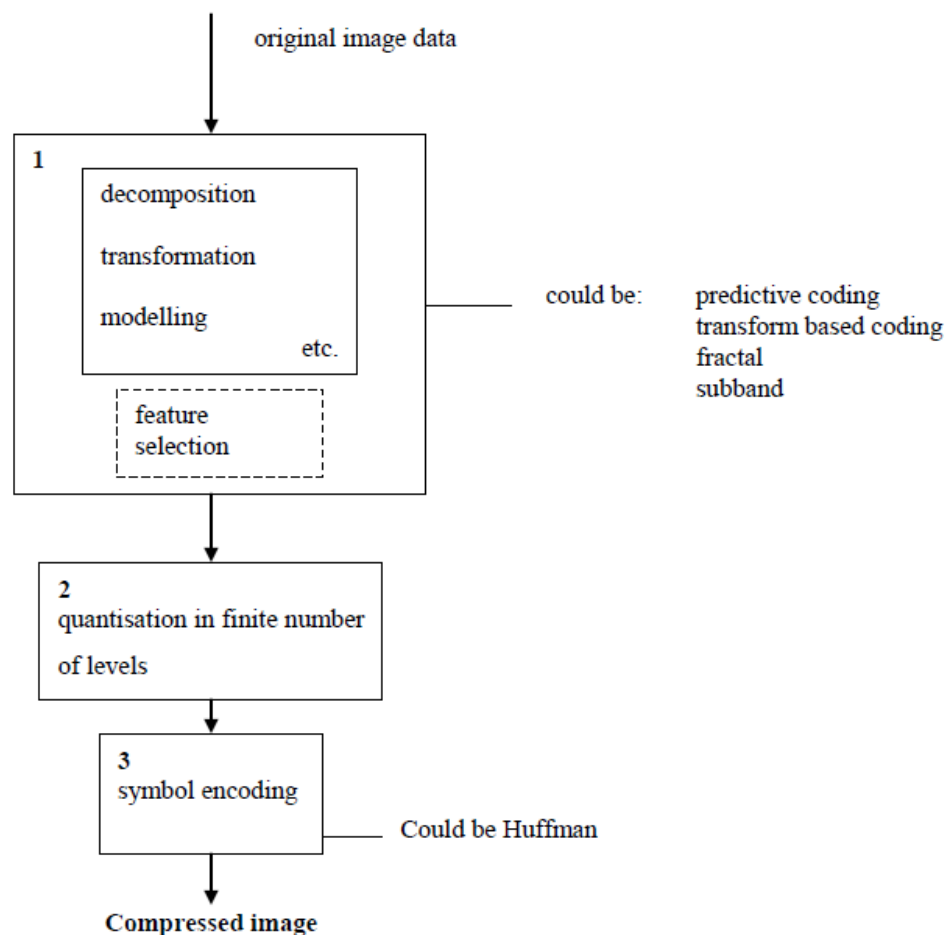 original image data
1
decomposition
transformation
modelling
etc.
could be:
predictive coding
transform based coding
fractal
subband
feature
selection
2
quantisation in finite number
of levels
3
symbol encoding
Could be Huffman
Compressed image